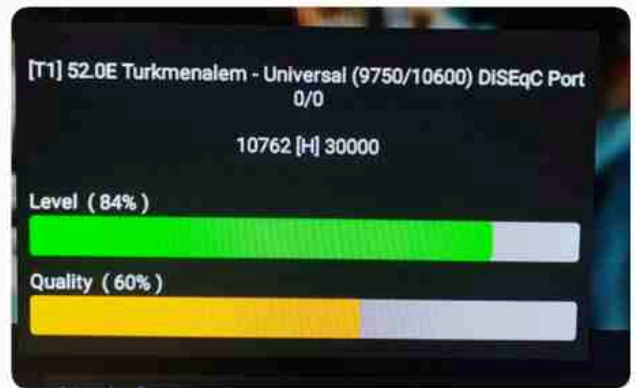 [T1] 52.0E Turkmenalem - Universal (9750/10600) DiSEqC Port
0/0
10762 [H] 30000
Level ( 84% )
Quality ( 60% )